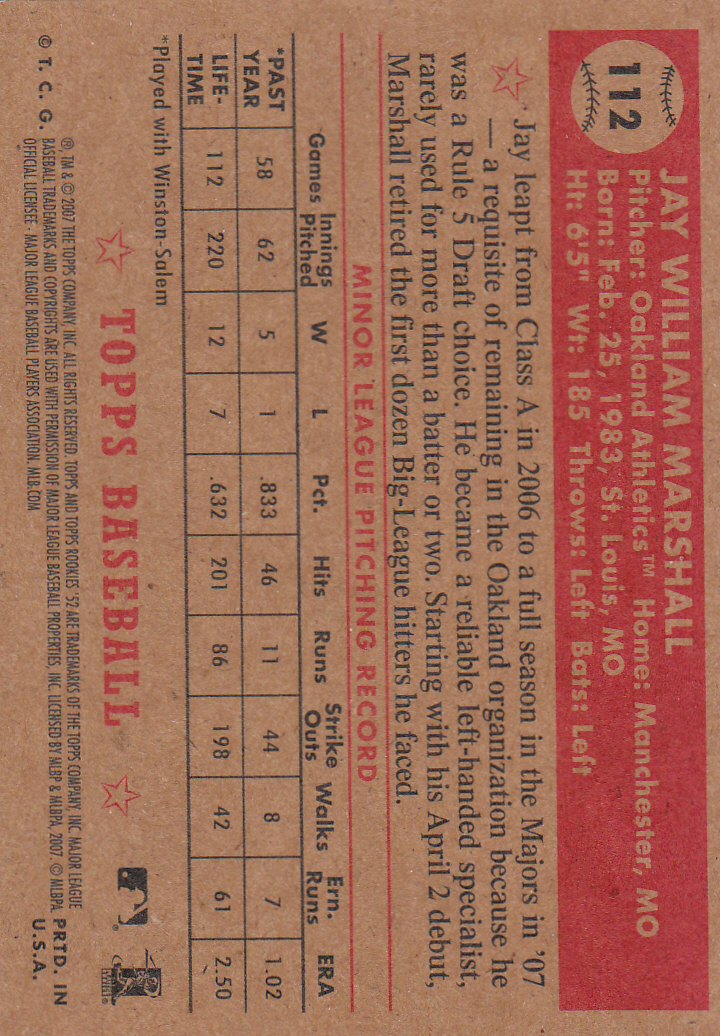 112
JAY WILLIAM MARSHALL
Pitcher: Oakland Athletics™ Home: Manchester, MO
Born: Feb. 25, 1983, St. Louis, MO
Ht: 6'5" Wt: 185 Throws: Left Bats: Left
Jay leapt from Class A in 2006 to a full season in the Majors in '07
— a requisite of remaining in the Oakland organization because he
was a Rule 5 Draft choice. He became a reliable left-handed specialist,
rarely used for more than a batter or two. Starting with his April 2 debut,
Marshall retired the first dozen Big-League hitters he faced.
MINOR LEAGUE PITCHING RECORD
Games Innings Pitched W L Pct. Hits Runs Strike Outs Walks Ern. Runs ERA
*PAST YEAR 58 62 5 1 .833 46 11 44 8 7 1.02
LIFE-TIME 112 220 12 7 .632 201 86 198 42 61 2.50
*Played with Winston-Salem
TOPPS BASEBALL
®, TM & © 2007 THE TOPPS COMPANY, INC. ALL RIGHTS RESERVED. TOPPS AND TOPPS ROOKIES '52 ARE TRADEMARKS OF THE TOPPS COMPANY, INC. MAJOR LEAGUE
BASEBALL TRADEMARKS AND COPYRIGHTS ARE USED WITH PERMISSION OF MAJOR LEAGUE BASEBALL PROPERTIES, INC. LICENSED BY MLBP & MLBPA, 2007. © MLBPA
OFFICIAL LICENSEE - MAJOR LEAGUE BASEBALL PLAYERS ASSOCIATION. MLB.COM
© T. C. G.
PRTD. IN
U.S.A.